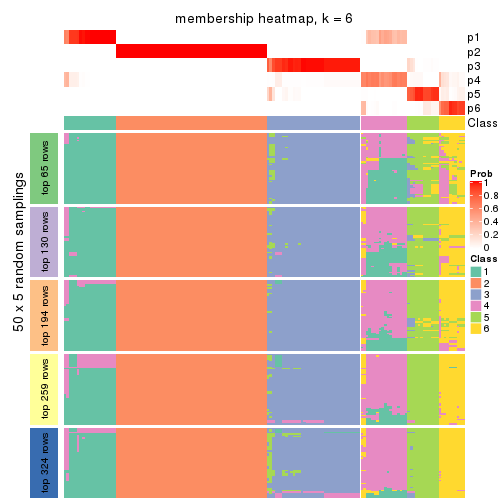 membership heatmap, k = 6
p1
p2
p3
p4
p5
p6
Class
50 x 5 random samplings
top 65 rows
top 130 rows
top 194 rows
top 259 rows
top 324 rows
Prob
1
0.8
0.6
0.4
0.2
0
Class
1
2
3
4
5
6